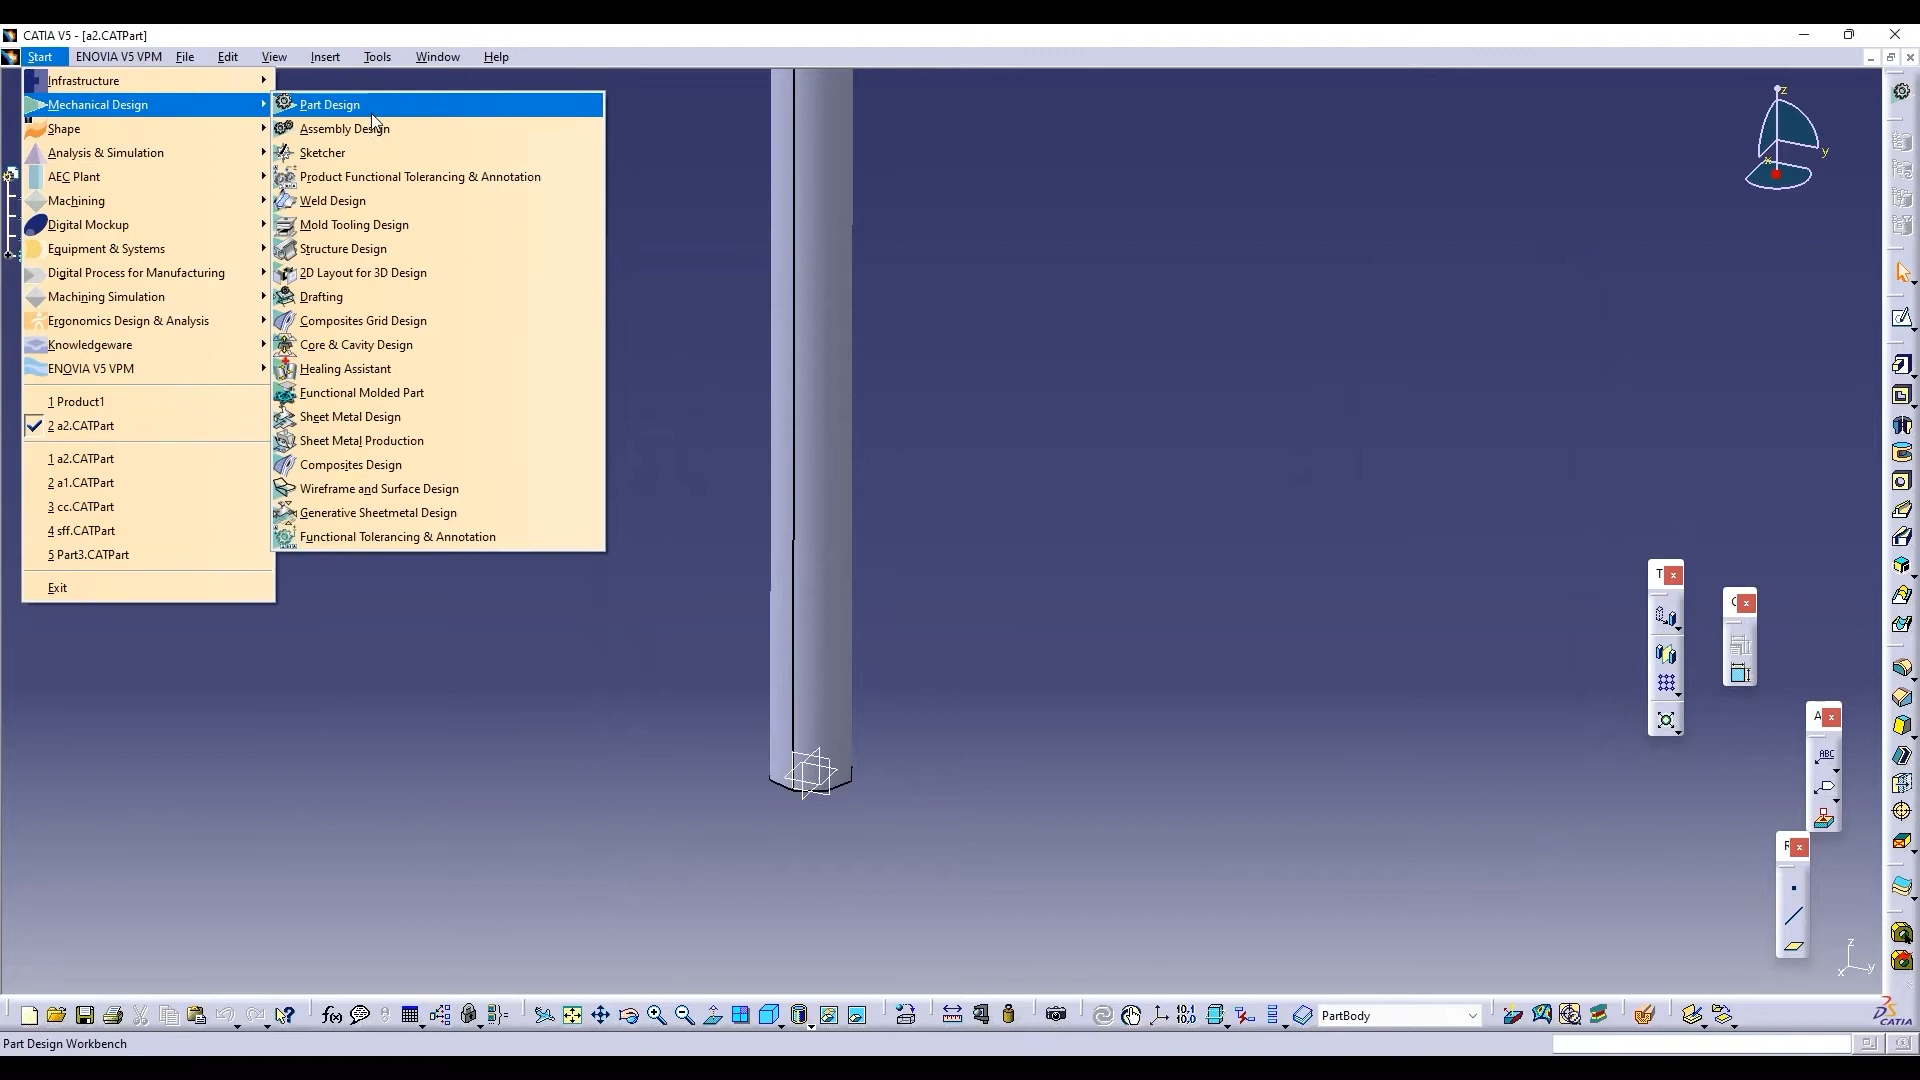 CATIA V5 - [a2.CATPart]
Start ENOVIA V5 VPM File Edit View Insert Tools Window Help
Infrastructure
Mechanical Design
Shape
Analysis & Simulation
AEC Plant
Machining
Digital Mockup
Equipment & Systems
Digital Process for Manufacturing
Machining Simulation
Ergonomics Design & Analysis
Knowledgeware
ENOVIA V5 VPM
1 Product1
2 a2.CATPart
1 a2.CATPart
2 a1.CATPart
3 cc.CATPart
4 sff.CATPart
5 Part3.CATPart
Exit
Part Design
Assembly Design
Sketcher
Product Functional Tolerancing & Annotation
Weld Design
Mold Tooling Design
Structure Design
2D Layout for 3D Design
Drafting
Composites Grid Design
Core & Cavity Design
Healing Assistant
Functional Molded Part
Sheet Metal Design
Sheet Metal Production
Composites Design
Wireframe and Surface Design
Generative Sheetmetal Design
Functional Tolerancing & Annotation
z
y
x
T
A
ABC
z
x y
f(x)
10,1
10,0
PartBody
CATIA
Part Design Workbench